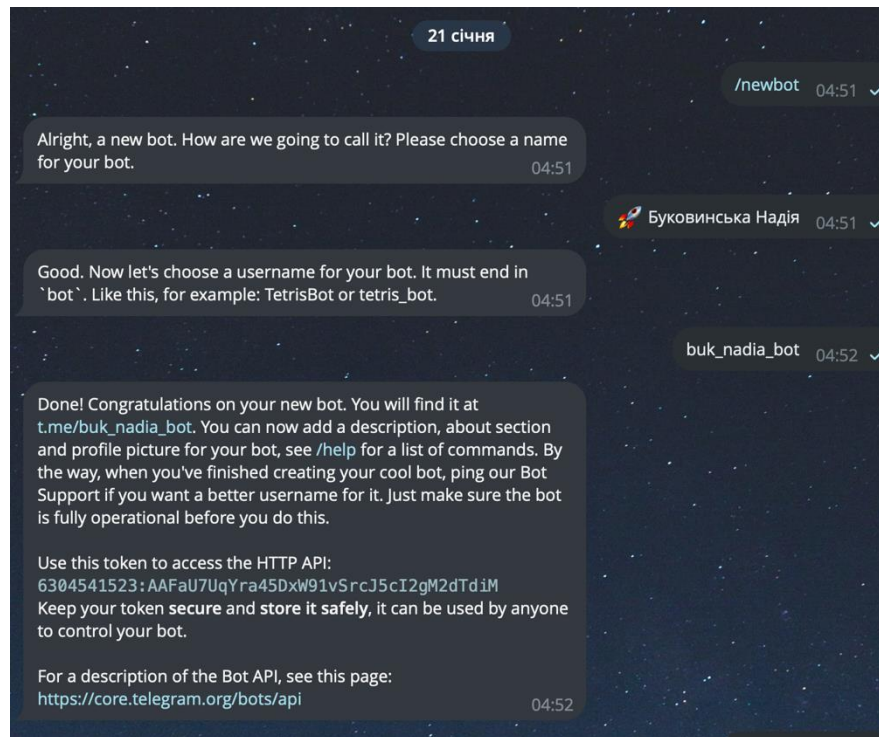 21 січня
/newbot 04:51
Alright, a new bot. How are we going to call it? Please choose a name
for your bot.
04:51
🚀 Буковинська Надія 04:51
Good. Now let's choose a username for your bot. It must end in
`bot`. Like this, for example: TetrisBot or tetris_bot.
04:51
buk_nadia_bot 04:52
Done! Congratulations on your new bot. You will find it at
t.me/buk_nadia_bot. You can now add a description, about section
and profile picture for your bot, see /help for a list of commands. By
the way, when you've finished creating your cool bot, ping our Bot
Support if you want a better username for it. Just make sure the bot
is fully operational before you do this.
Use this token to access the HTTP API:
6304541523:AAFaU7UqYra45DxW91vSrcJ5cI2gM2dTdiM
Keep your token secure and store it safely, it can be used by anyone
to control your bot.
For a description of the Bot API, see this page:
https://core.telegram.org/bots/api
04:52